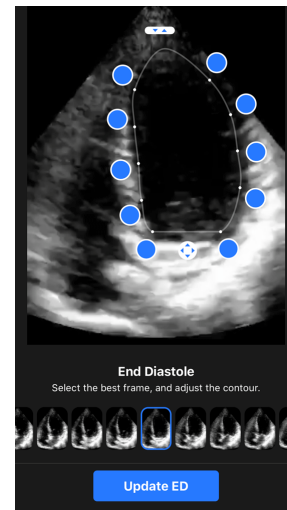 End Diastole
Select the best frame, and adjust the contour.
Update ED